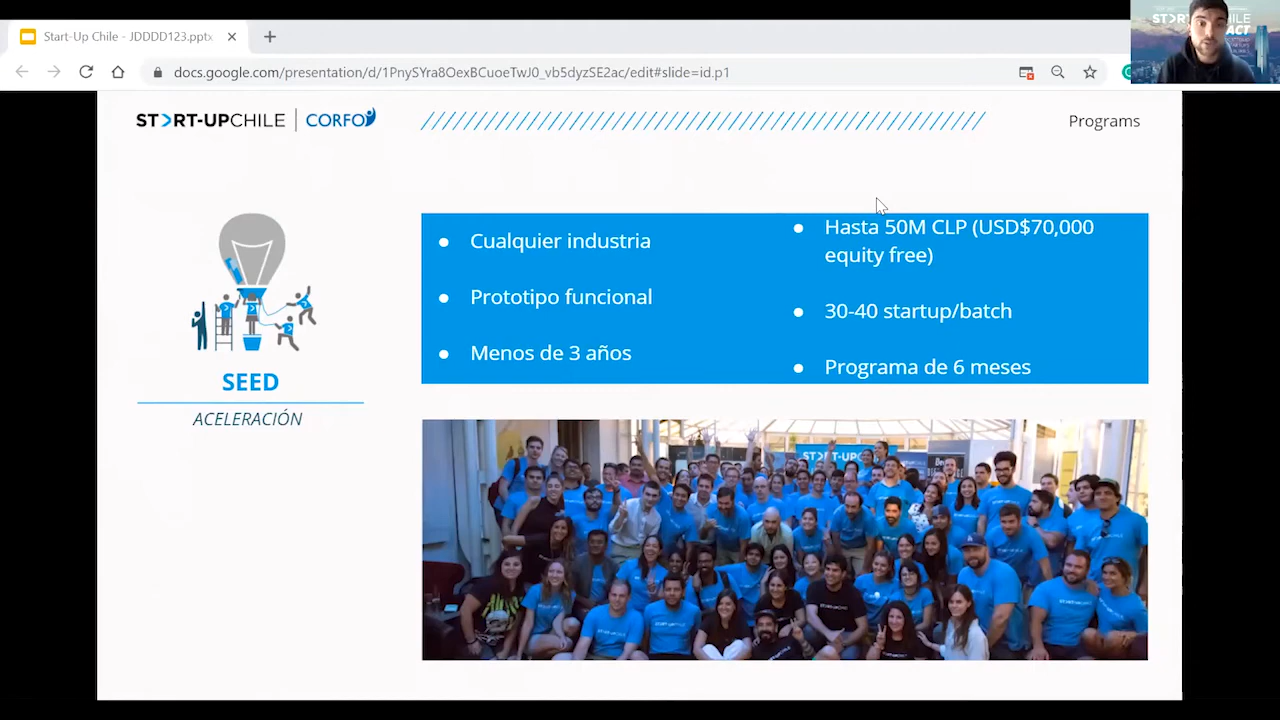 Start-Up Chile - JDDDD123.pptx
docs.google.com/presentation/d/1PnySYra8OexBCuoeTwJ0_vb5dyzSE2ac/edit#slide=id.p1
START-UPCHILE
CORFO
Programs
SEED
ACELERACIÓN
Cualquier industria
Prototipo funcional
Menos de 3 años
Hasta 50M CLP (USD$70,000
equity free)
30-40 startup/batch
Programa de 6 meses